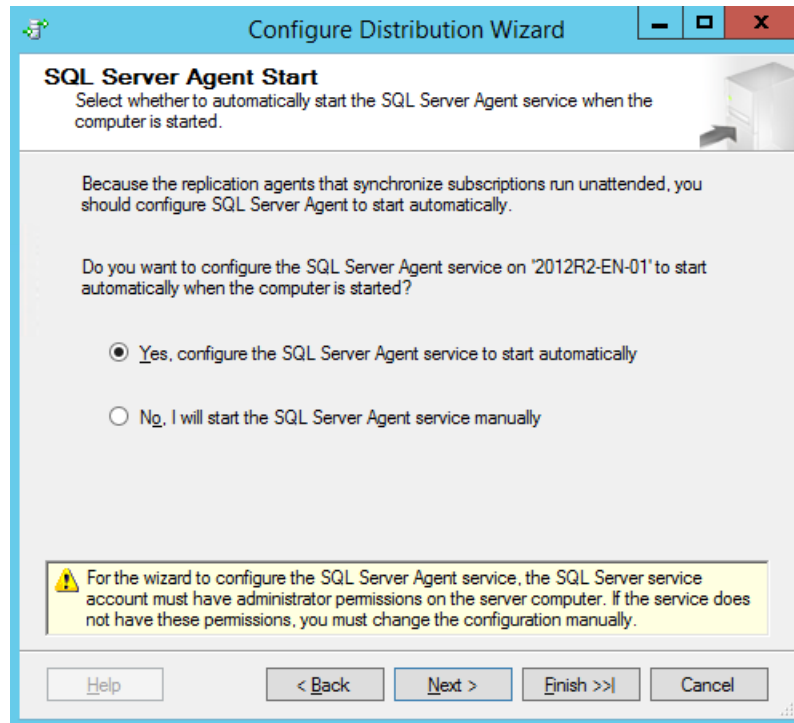 Configure Distribution Wizard
SQL Server Agent Start
Select whether to automatically start the SQL Server Agent service when the
computer is started.
Because the replication agents that synchronize subscriptions run unattended, you
should configure SQL Server Agent to start automatically.
Do you want to configure the SQL Server Agent service on '2012R2-EN-01' to start
automatically when the computer is started?
Yes, configure the SQL Server Agent service to start automatically
No, I will start the SQL Server Agent service manually
For the wizard to configure the SQL Server Agent service, the SQL Server service
account must have administrator permissions on the server computer. If the service does
not have these permissions, you must change the configuration manually.
Help
< Back
Next >
Finish >>|
Cancel